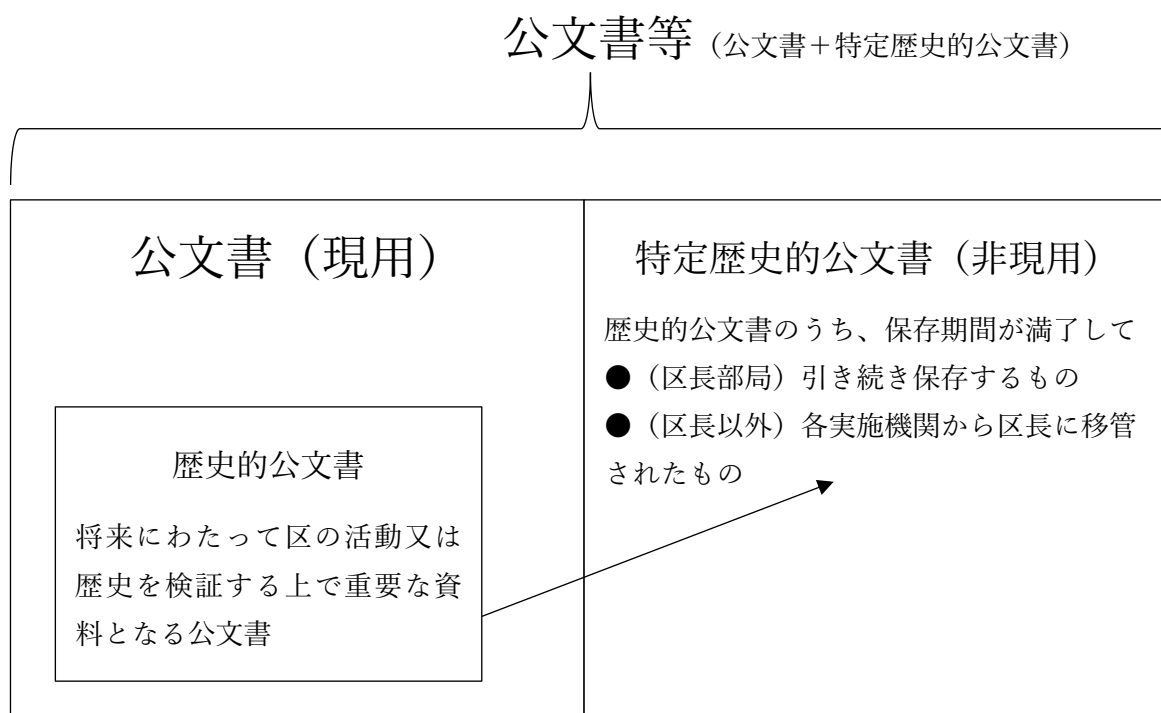 公文書等（公文書＋特定歴史的公文書）
公文書（現用）
歴史的公文書
将来にわたって区の活動又は
歴史を検証する上で重要な資
料となる公文書
特定歴史的公文書（非現用）
歴史的公文書のうち、保存期間が満了して
●（区長部局）引き続き保存するもの
●（区長以外）各実施機関から区長に移管
されたもの